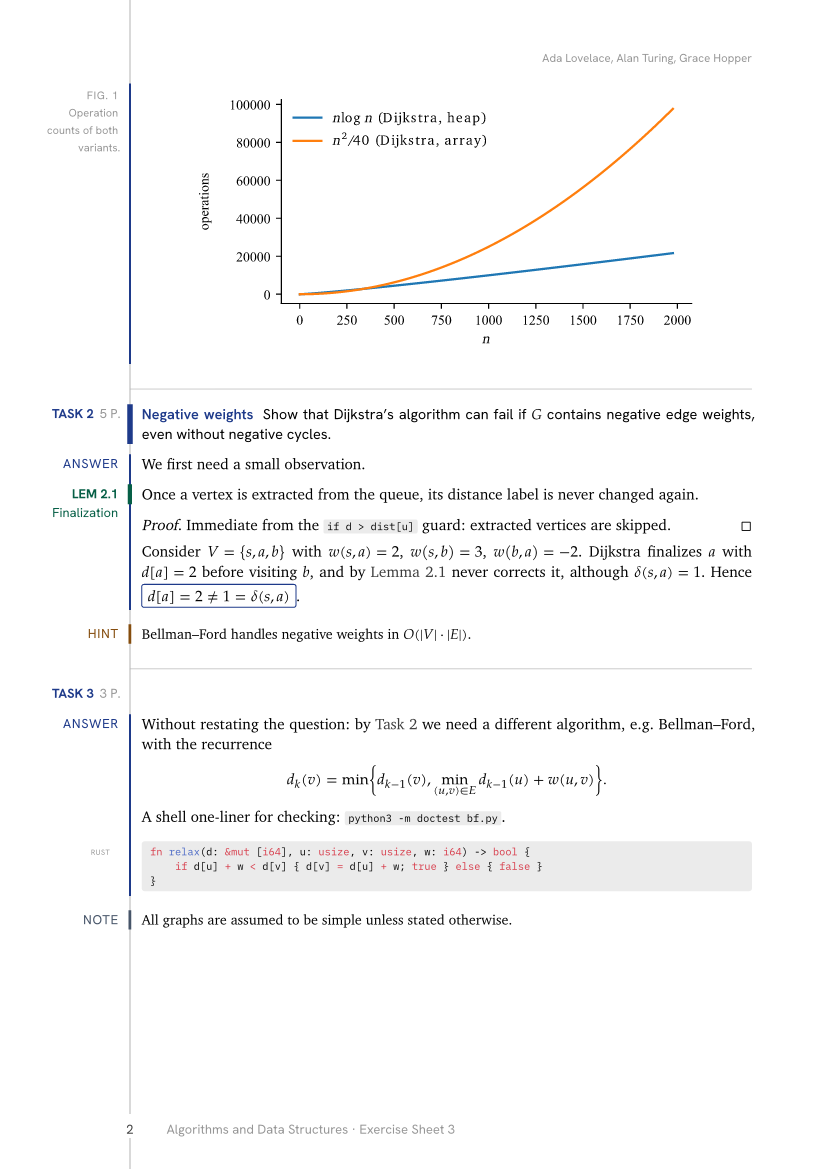 Ada Lovelace, Alan Turing, Grace Hopper
FIG. 1
Operation
counts of both
variants.
100000
80000
60000
40000
20000
0
operations
n log n (Dijkstra, heap)
n²/40 (Dijkstra, array)
0 250 500 750 1000 1250 1500 1750 2000
n
TASK 2 5 P. Negative weights Show that Dijkstra's algorithm can fail if G contains negative edge weights,
even without negative cycles.
ANSWER We first need a small observation.
LEM 2.1 Once a vertex is extracted from the queue, its distance label is never changed again.
Finalization
Proof. Immediate from the if d > dist[u] guard: extracted vertices are skipped. □
Consider V = {s, a, b} with w(s, a) = 2, w(s, b) = 3, w(b, a) = −2. Dijkstra finalizes a with
d[a] = 2 before visiting b, and by Lemma 2.1 never corrects it, although δ(s, a) = 1. Hence
d[a] = 2 ≠ 1 = δ(s, a).
HINT Bellman–Ford handles negative weights in O(|V| · |E|).
TASK 3 3 P.
ANSWER Without restating the question: by Task 2 we need a different algorithm, e.g. Bellman–Ford,
with the recurrence
d_k(v) = min{d_{k−1}(v), min_{(u,v)∈E} d_{k−1}(u) + w(u, v)}.
A shell one-liner for checking: python3 -m doctest bf.py.
RUST
fn relax(d: &mut [i64], u: usize, v: usize, w: i64) -> bool {
    if d[u] + w < d[v] { d[v] = d[u] + w; true } else { false }
}
NOTE All graphs are assumed to be simple unless stated otherwise.
2 Algorithms and Data Structures · Exercise Sheet 3